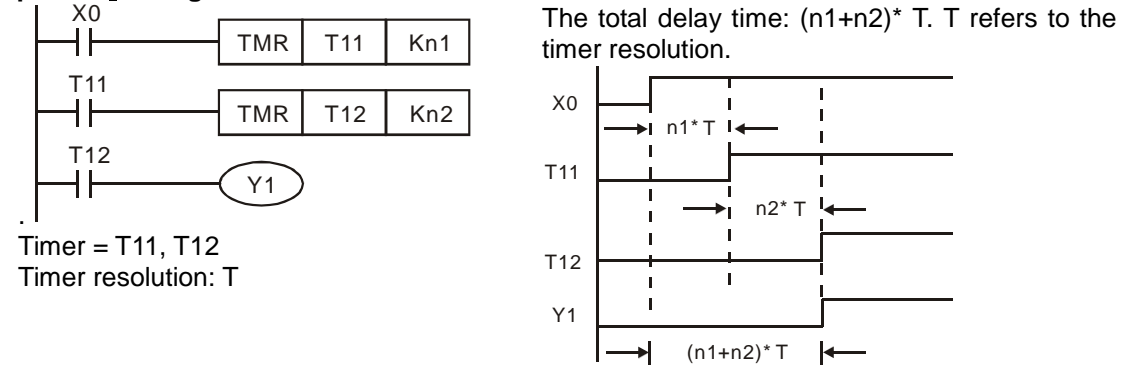 X0
TMR T11 Kn1
T11
TMR T12 Kn2
T12
Y1
.
Timer = T11, T12
Timer resolution: T
The total delay time: (n1+n2)* T. T refers to the
timer resolution.
X0
n1* T
T11
n2* T
T12
Y1
(n1+n2)* T